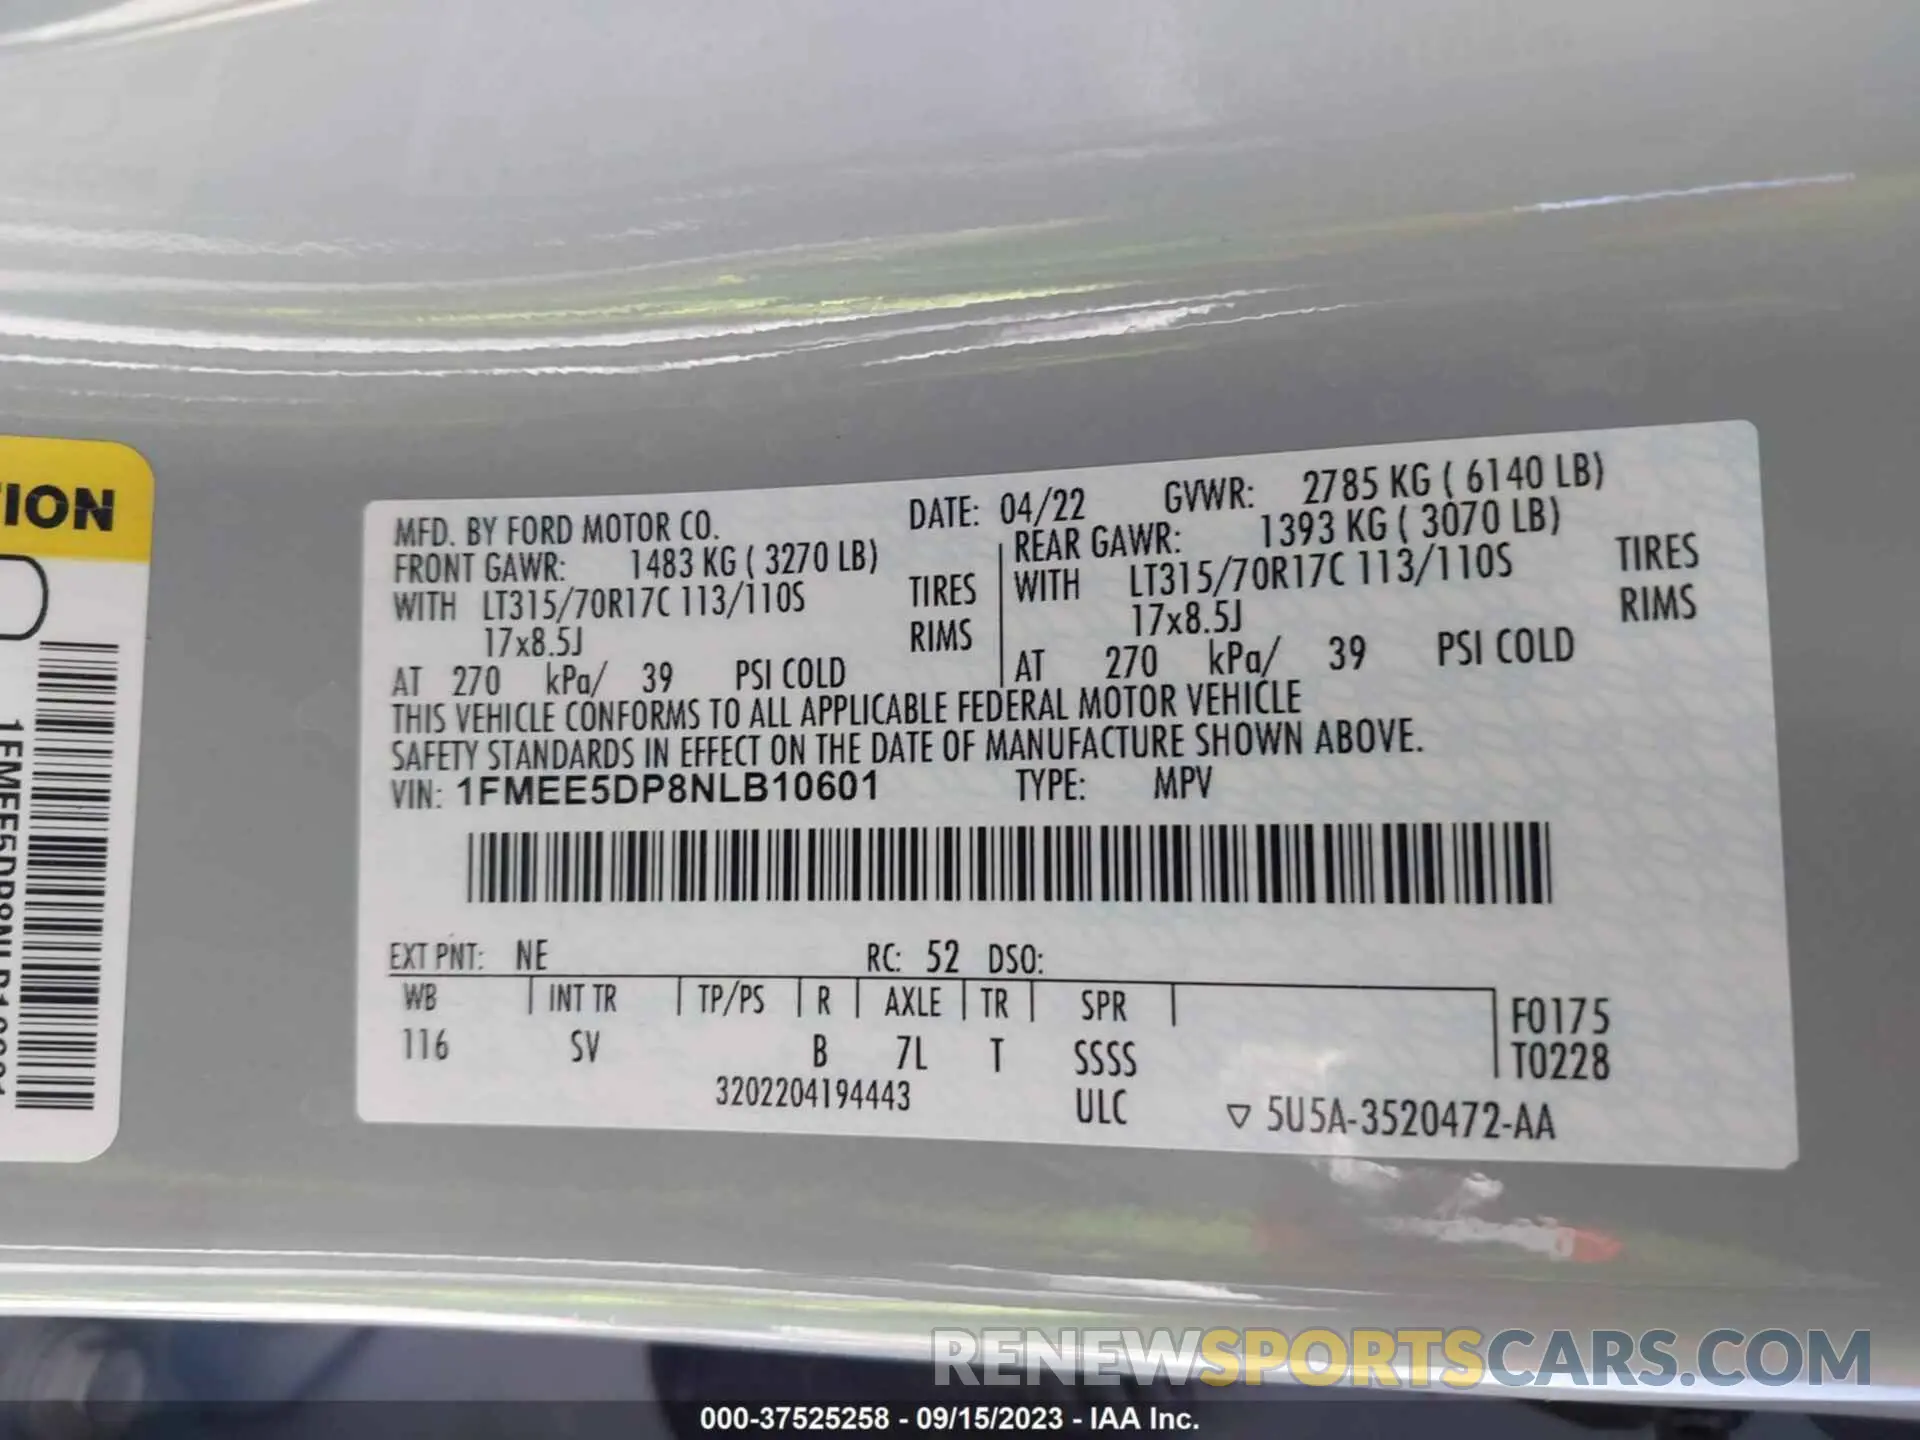 TION
1FMEE5DP8NLB10601
MFD. BY FORD MOTOR CO. DATE: 04/22 GVWR: 2785 KG ( 6140 LB)
FRONT GAWR: 1483 KG ( 3270 LB) REAR GAWR: 1393 KG ( 3070 LB)
WITH LT315/70R17C 113/110S TIRES WITH LT315/70R17C 113/110S TIRES
17x8.5J RIMS 17x8.5J RIMS
AT 270 kPa/ 39 PSI COLD AT 270 kPa/ 39 PSI COLD
THIS VEHICLE CONFORMS TO ALL APPLICABLE FEDERAL MOTOR VEHICLE
SAFETY STANDARDS IN EFFECT ON THE DATE OF MANUFACTURE SHOWN ABOVE.
VIN: 1FMEE5DP8NLB10601 TYPE: MPV
EXT PNT: NE RC: 52 DSO:
WB INT TR TP/PS R AXLE TR SPR F0175
116 SV B 7L T SSSS T0228
3202204194443 ULC ▽ 5U5A-3520472-AA
RENEWSPORTSCARS.COM
000-37525258 - 09/15/2023 - IAA Inc.